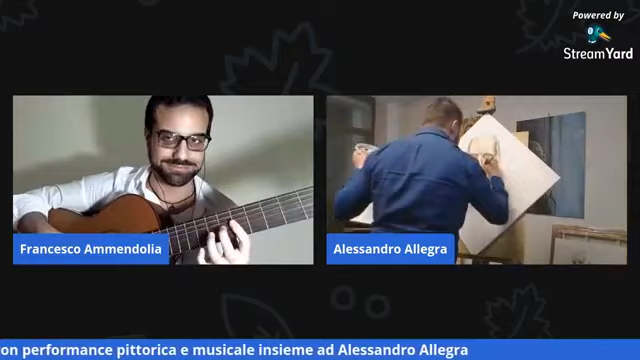 Powered by
StreamYard
Francesco Ammendolia
Alessandro Allegra
on performance pittorica e musicale insieme ad Alessandro Allegra